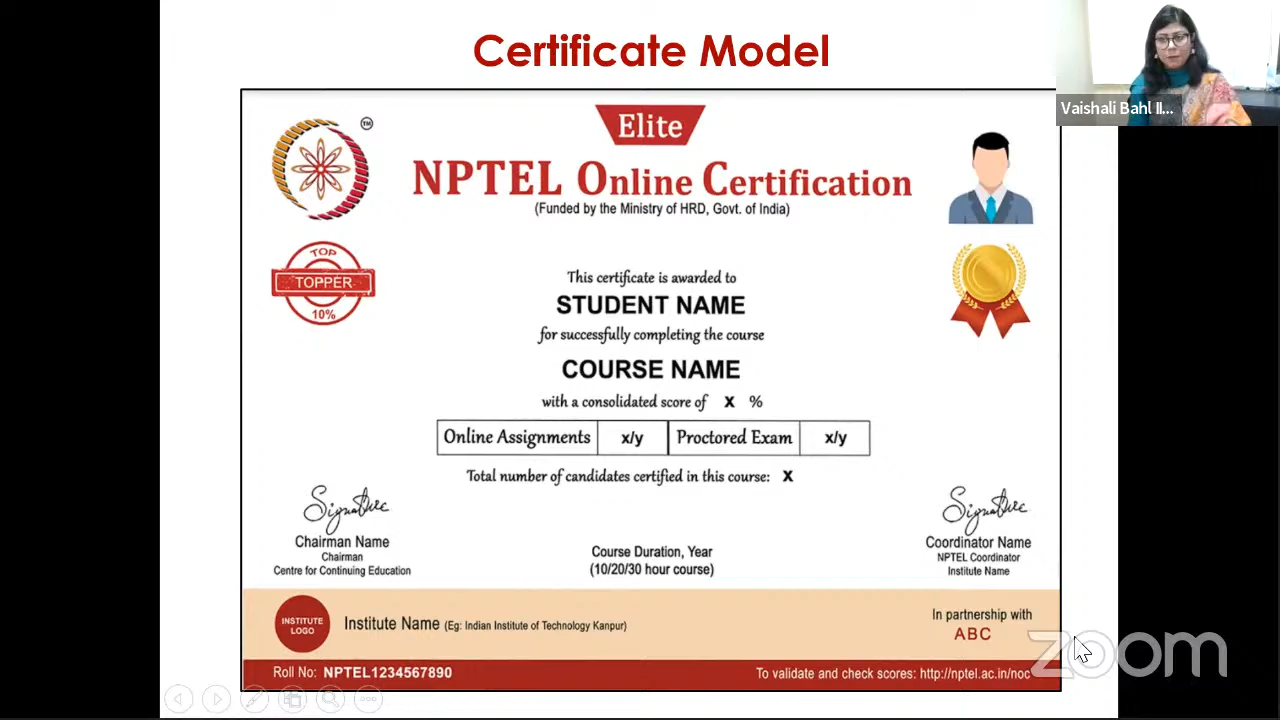 Certificate Model
Vaishali Bahl II...
TM
Elite
NPTEL Online Certification
(Funded by the Ministry of HRD, Govt. of India)
TOP
TOPPER
10%
This certificate is awarded to
STUDENT NAME
for successfully completing the course
COURSE NAME
with a consolidated score of X %
Online Assignments x/y Proctored Exam x/y
Total number of candidates certified in this course: X
Signature
Chairman Name
Chairman
Centre for Continuing Education
Course Duration, Year
(10/20/30 hour course)
Signature
Coordinator Name
NPTEL Coordinator
Institute Name
INSTITUTE
LOGO
Institute Name (Eg: Indian Institute of Technology Kanpur)
In partnership with
ABC
zoom
Roll No: NPTEL1234567890
To validate and check scores: http://nptel.ac.in/noc